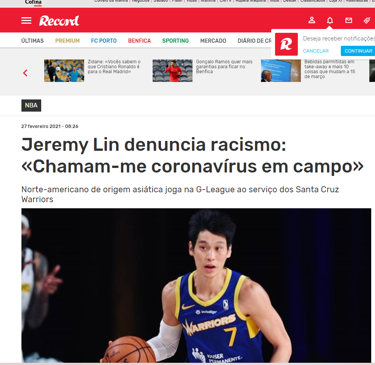 Cofina
Record
Deseja receber notificações
CANCELAR CONTINUAR
ÚLTIMAS PREMIUM FC PORTO BENFICA SPORTING MERCADO DIÁRIO DE
Zidane: «Vocês sabem o que Cristiano Ronaldo é para o Real Madrid»
Gonçalo Ramos quer mais garantias para ficar no Benfica
Bebidas permitidas em take-away e mais 10 coisas que mudam a 15 de março
NBA
27 fevereiro 2021 - 08:26
Jeremy Lin denuncia racismo:
«Chamam-me coronavírus em campo»
Norte-americano de origem asiática joga na G-League ao serviço dos Santa Cruz
Warriors
WARRIORS
7
KAISER
PERMANENTE